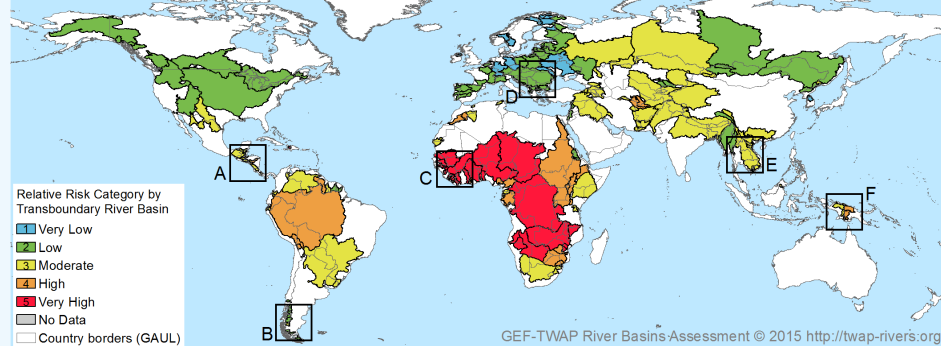 A
B
C
D
E
F
Relative Risk Category by
Transboundary River Basin
1 Very Low
2 Low
3 Moderate
4 High
5 Very High
No Data
Country borders (GAUL)
GEF-TWAP River Basins Assessment © 2015 http://twap-rivers.org